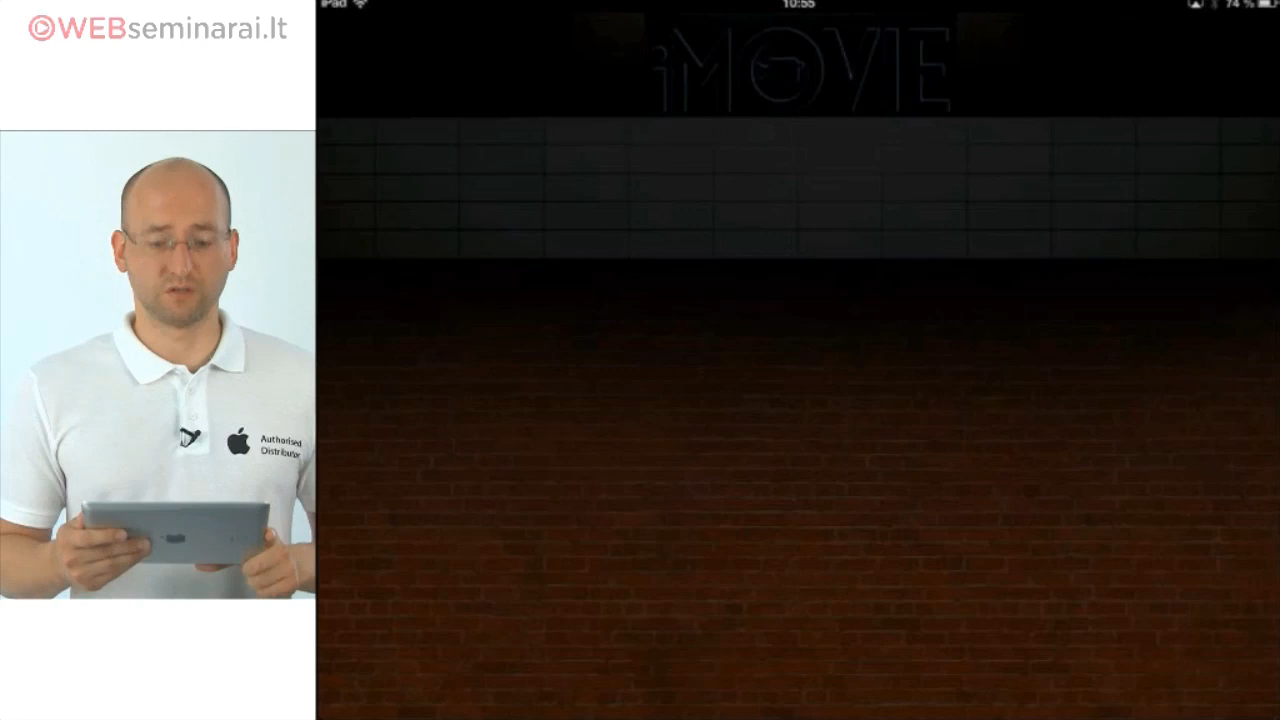 WEBseminarai.lt
iPad
10:55
74 %
iMOVIE
Authorised
Distributor